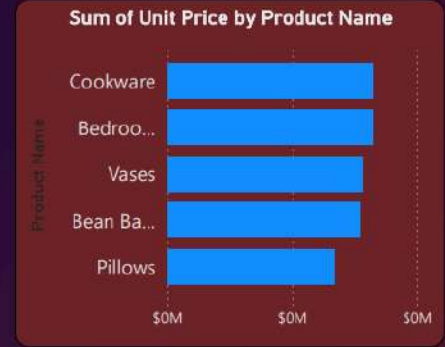 Sum of Unit Price by Product Name
Product Name
Cookware
Bedroo...
Vases
Bean Ba...
Pillows
$0M $0M $0M